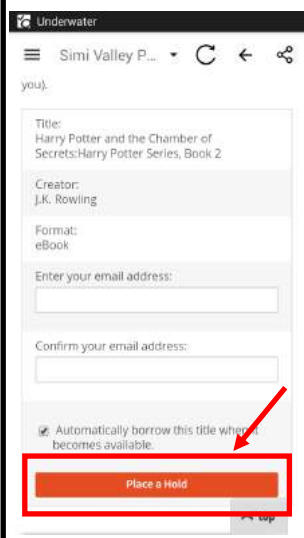 Underwater
Simi Valley P...
you).
Title:
Harry Potter and the Chamber of
Secrets:Harry Potter Series, Book 2
Creator:
J.K. Rowling
Format:
eBook
Enter your email address:
Confirm your email address:
Automatically borrow this title when it
becomes available.
Place a Hold
top